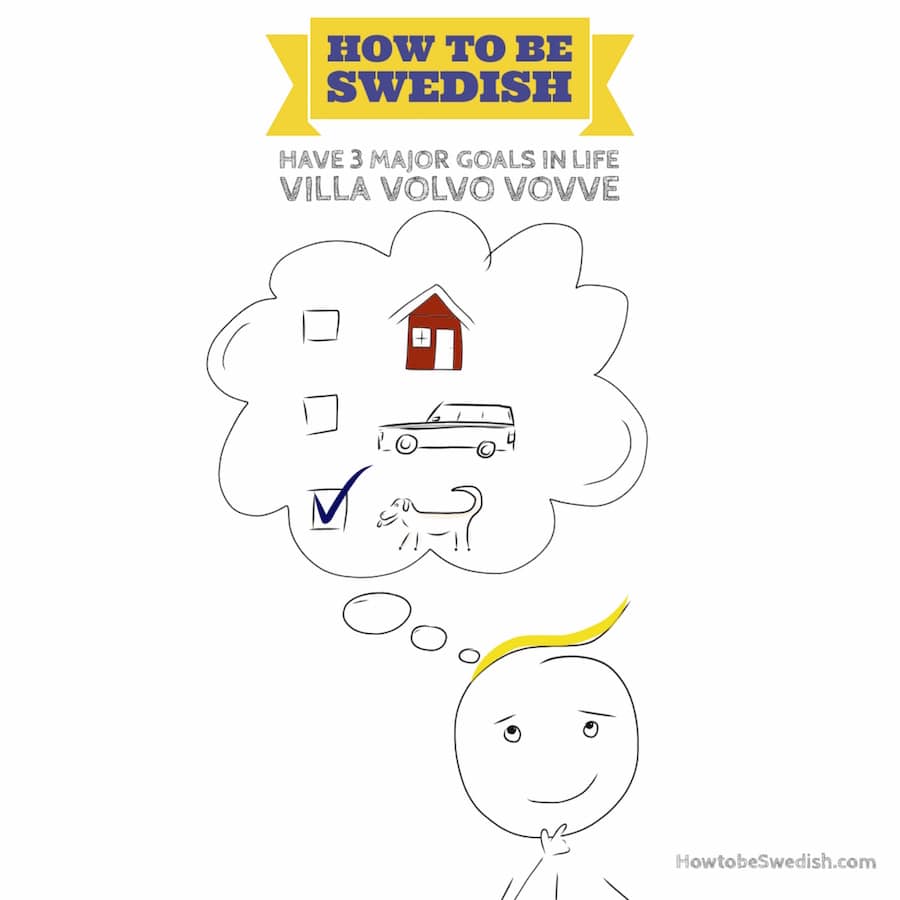 HOW TO BE
SWEDISH
HAVE 3 MAJOR GOALS IN LIFE
VILLA VOLVO VOVVE
HowtobeSwedish.com